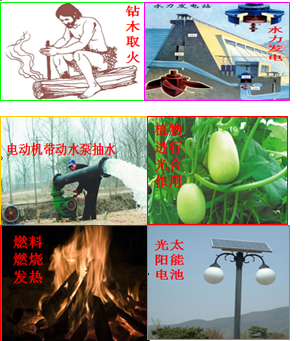 钻木取火
水力发电站
水力发电
电动机带动水泵抽水
植物
进行
光合
作用
燃料
燃烧
发热
光太
阳能
电池